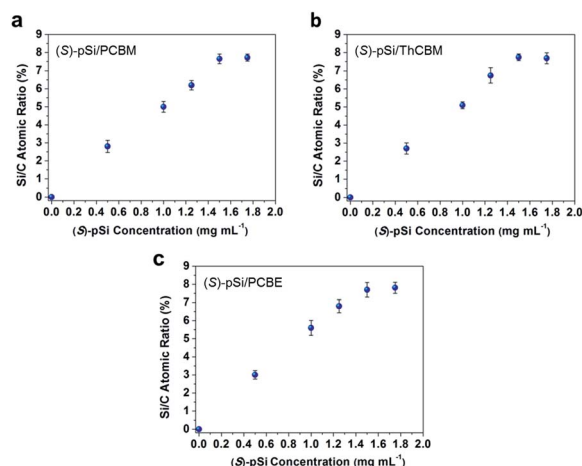 a
(S)-pSi/PCBM
Si/C Atomic Ratio (%)
9
8
7
6
5
4
3
2
1
0
0.0 0.2 0.4 0.6 0.8 1.0 1.2 1.4 1.6 1.8 2.0
(S)-pSi Concentration (mg mL⁻¹)
b
(S)-pSi/ThCBM
Si/C Atomic Ratio (%)
9
8
7
6
5
4
3
2
1
0
0.0 0.2 0.4 0.6 0.8 1.0 1.2 1.4 1.6 1.8 2.0
(S)-pSi Concentration (mg mL⁻¹)
c
(S)-pSi/PCBE
Si/C Atomic Ratio (%)
9
8
7
6
5
4
3
2
1
0
0.0 0.2 0.4 0.6 0.8 1.0 1.2 1.4 1.6 1.8 2.0
(S)-pSi Concentration (mg mL⁻¹)